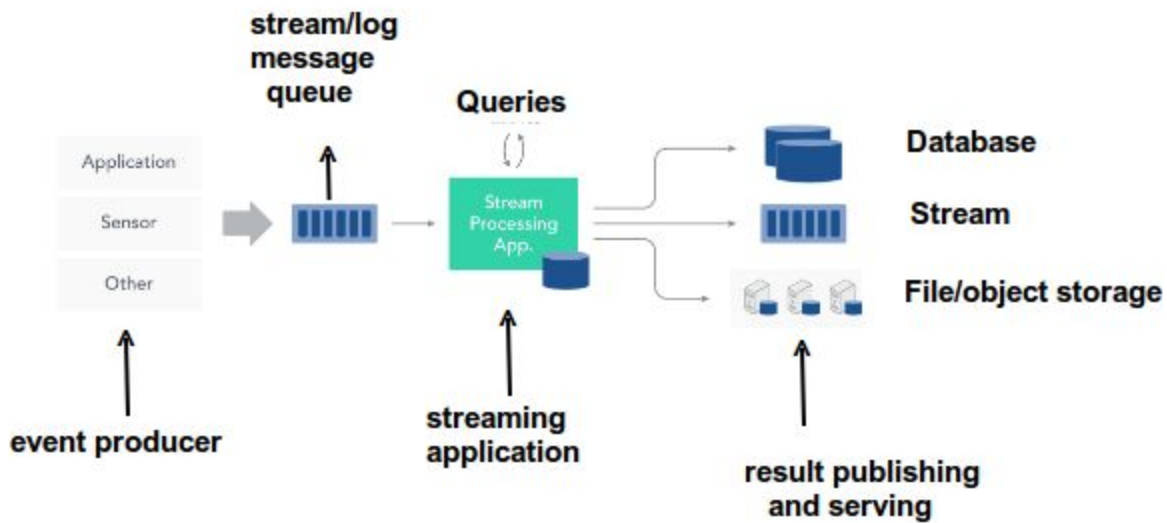 stream/log
message
queue
Queries
Application
Sensor
Other
Stream
Processing
App.
Database
Stream
File/object storage
event producer
streaming
application
result publishing
and serving